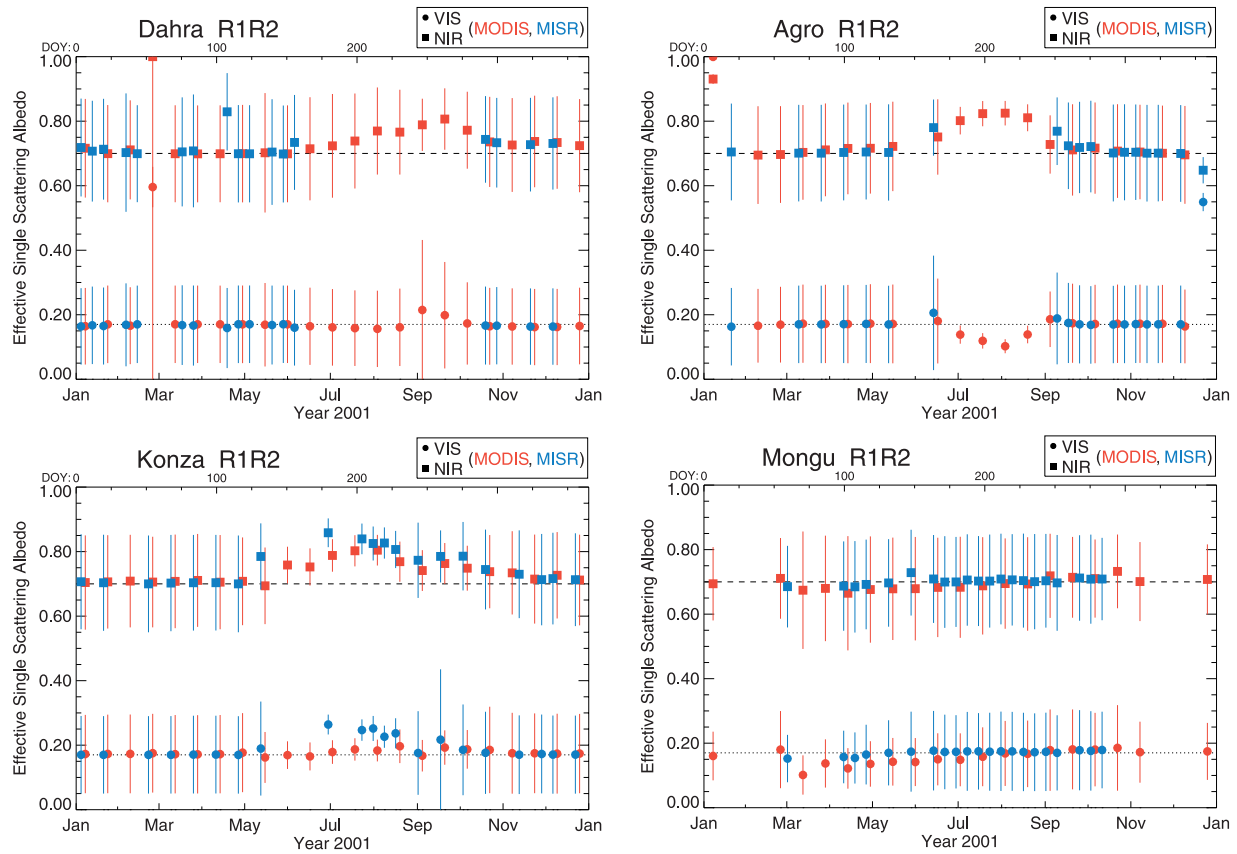 Dahra R1R2
VIS (MODIS, MISR)
NIR
DOY: 0 100 200
Effective Single Scattering Albedo
1.00
0.80
0.60
0.40
0.20
0.00
Jan Mar May Jul Sep Nov Jan
Year 2001
Agro R1R2
VIS (MODIS, MISR)
NIR
DOY: 0 100 200
Effective Single Scattering Albedo
1.00
0.80
0.60
0.40
0.20
0.00
Jan Mar May Jul Sep Nov Jan
Year 2001
Konza R1R2
VIS (MODIS, MISR)
NIR
DOY: 0 100 200
Effective Single Scattering Albedo
1.00
0.80
0.60
0.40
0.20
0.00
Jan Mar May Jul Sep Nov Jan
Year 2001
Mongu R1R2
VIS (MODIS, MISR)
NIR
DOY: 0 100 200
Effective Single Scattering Albedo
1.00
0.80
0.60
0.40
0.20
0.00
Jan Mar May Jul Sep Nov Jan
Year 2001